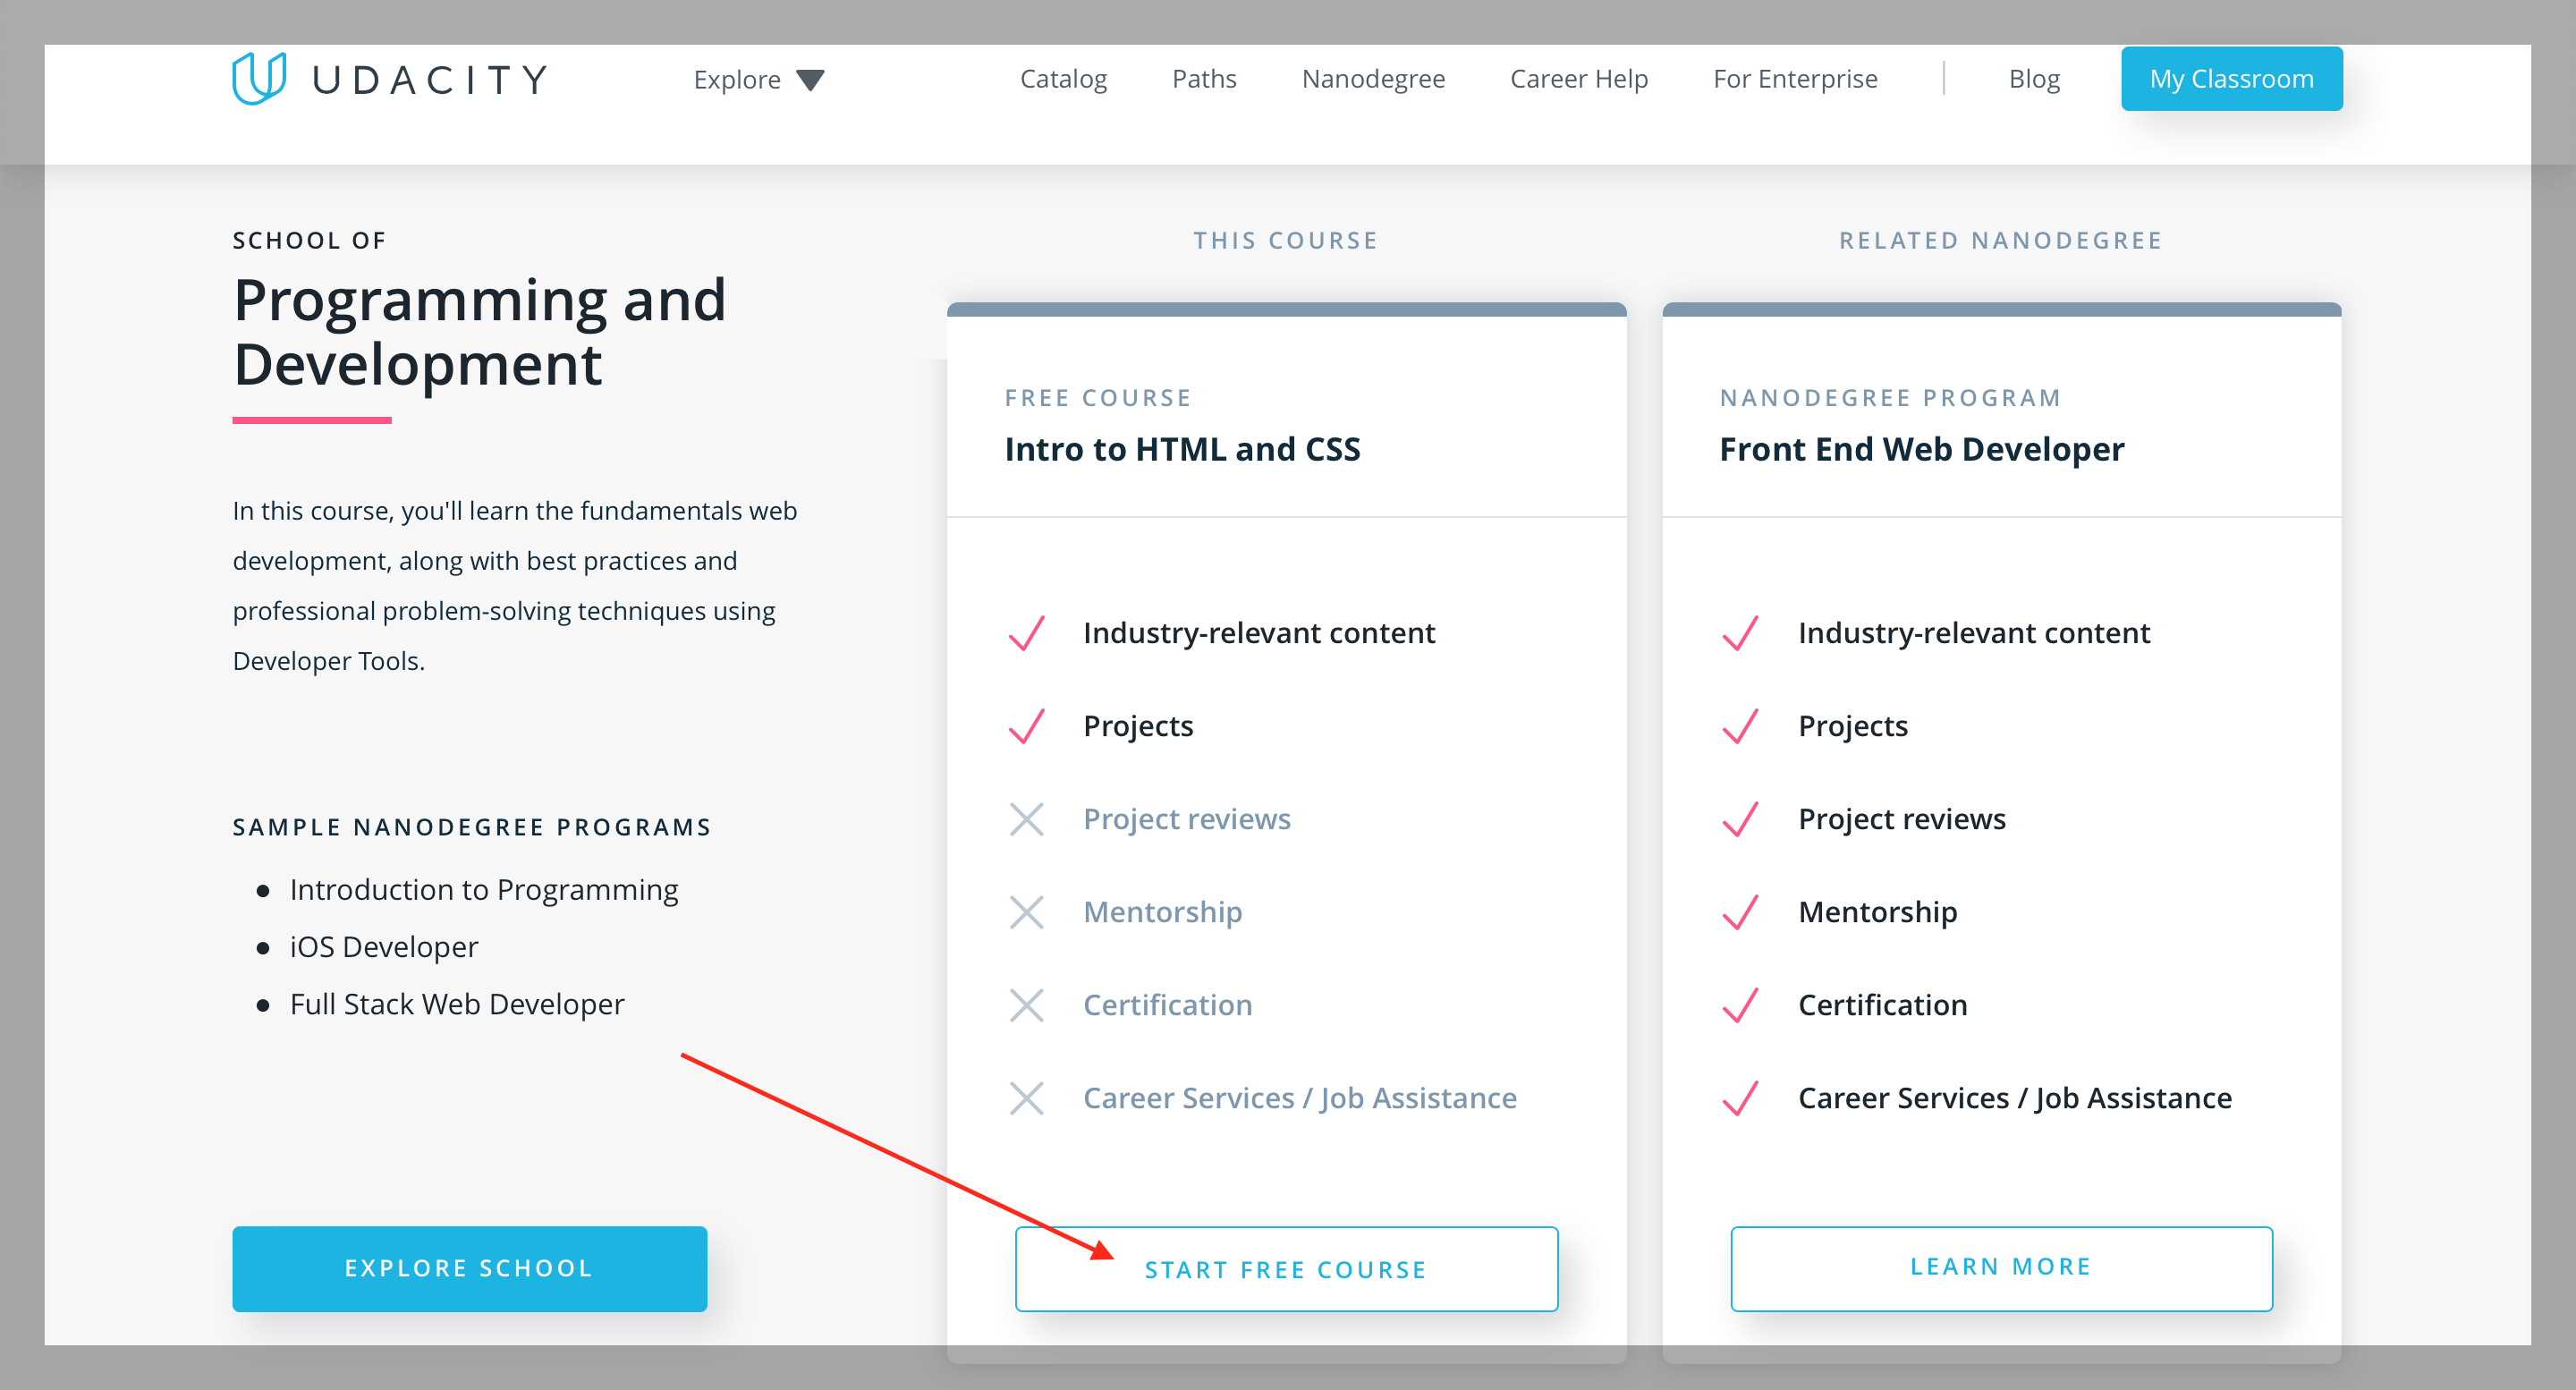 UDACITY
Explore
Catalog
Paths
Nanodegree
Career Help
For Enterprise
Blog
My Classroom
SCHOOL OF
Programming and
Development
In this course, you'll learn the fundamentals web
development, along with best practices and
professional problem-solving techniques using
Developer Tools.
SAMPLE NANODEGREE PROGRAMS
Introduction to Programming
iOS Developer
Full Stack Web Developer
EXPLORE SCHOOL
THIS COURSE
FREE COURSE
Intro to HTML and CSS
Industry-relevant content
Projects
Project reviews
Mentorship
Certification
Career Services / Job Assistance
START FREE COURSE
RELATED NANODEGREE
NANODEGREE PROGRAM
Front End Web Developer
Industry-relevant content
Projects
Project reviews
Mentorship
Certification
Career Services / Job Assistance
LEARN MORE